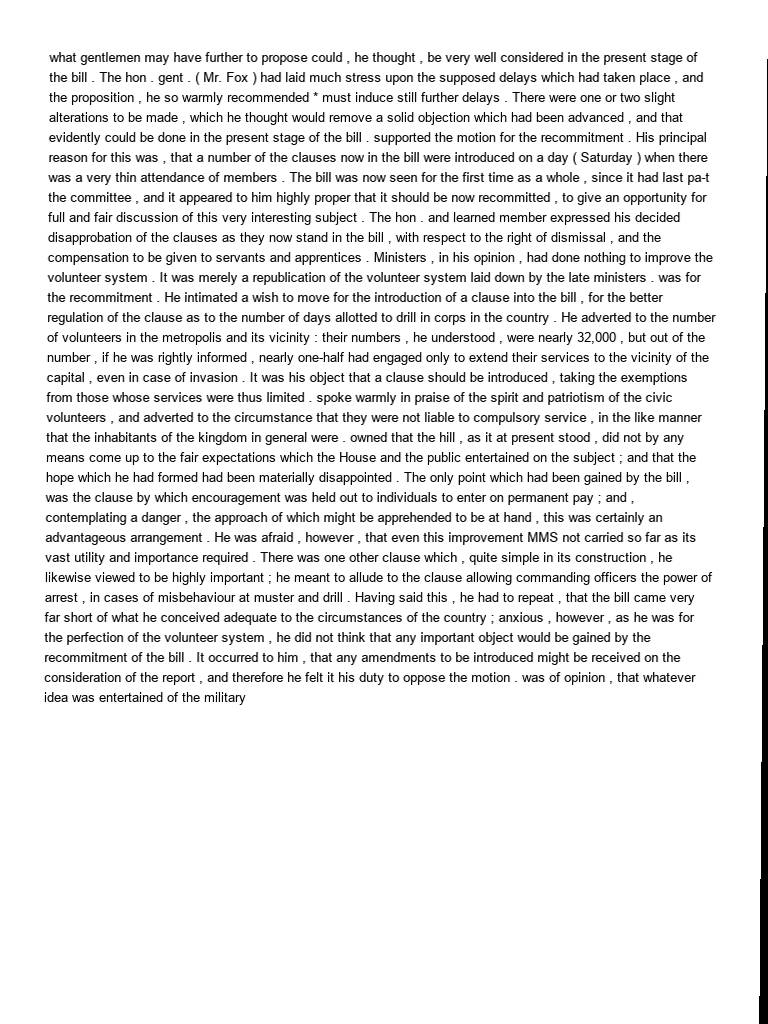 what gentlemen may have further to propose could , he thought , be very well considered in the present stage of
the bill . The hon . gent . ( Mr. Fox ) had laid much stress upon the supposed delays which had taken place , and
the proposition , he so warmly recommended * must induce still further delays . There were one or two slight
alterations to be made , which he thought would remove a solid objection which had been advanced , and that
evidently could be done in the present stage of the bill . supported the motion for the recommitment . His principal
reason for this was , that a number of the clauses now in the bill were introduced on a day ( Saturday ) when there
was a very thin attendance of members . The bill was now seen for the first time as a whole , since it had last pa-t
the committee , and it appeared to him highly proper that it should be now recommitted , to give an opportunity for
full and fair discussion of this very interesting subject . The hon . and learned member expressed his decided
disapprobation of the clauses as they now stand in the bill , with respect to the right of dismissal , and the
compensation to be given to servants and apprentices . Ministers , in his opinion , had done nothing to improve the
volunteer system . It was merely a republication of the volunteer system laid down by the late ministers . was for
the recommitment . He intimated a wish to move for the introduction of a clause into the bill , for the better
regulation of the clause as to the number of days allotted to drill in corps in the country . He adverted to the number
of volunteers in the metropolis and its vicinity : their numbers , he understood , were nearly 32,000 , but out of the
number , if he was rightly informed , nearly one-half had engaged only to extend their services to the vicinity of the
capital , even in case of invasion . It was his object that a clause should be introduced , taking the exemptions
from those whose services were thus limited . spoke warmly in praise of the spirit and patriotism of the civic
volunteers , and adverted to the circumstance that they were not liable to compulsory service , in the like manner
that the inhabitants of the kingdom in general were . owned that the hill , as it at present stood , did not by any
means come up to the fair expectations which the House and the public entertained on the subject ; and that the
hope which he had formed had been materially disappointed . The only point which had been gained by the bill ,
was the clause by which encouragement was held out to individuals to enter on permanent pay ; and ,
contemplating a danger , the approach of which might be apprehended to be at hand , this was certainly an
advantageous arrangement . He was afraid , however , that even this improvement MMS not carried so far as its
vast utility and importance required . There was one other clause which , quite simple in its construction , he
likewise viewed to be highly important ; he meant to allude to the clause allowing commanding officers the power of
arrest , in cases of misbehaviour at muster and drill . Having said this , he had to repeat , that the bill came very
far short of what he conceived adequate to the circumstances of the country ; anxious , however , as he was for
the perfection of the volunteer system , he did not think that any important object would be gained by the
recommitment of the bill . It occurred to him , that any amendments to be introduced might be received on the
consideration of the report , and therefore he felt it his duty to oppose the motion . was of opinion , that whatever
idea was entertained of the military